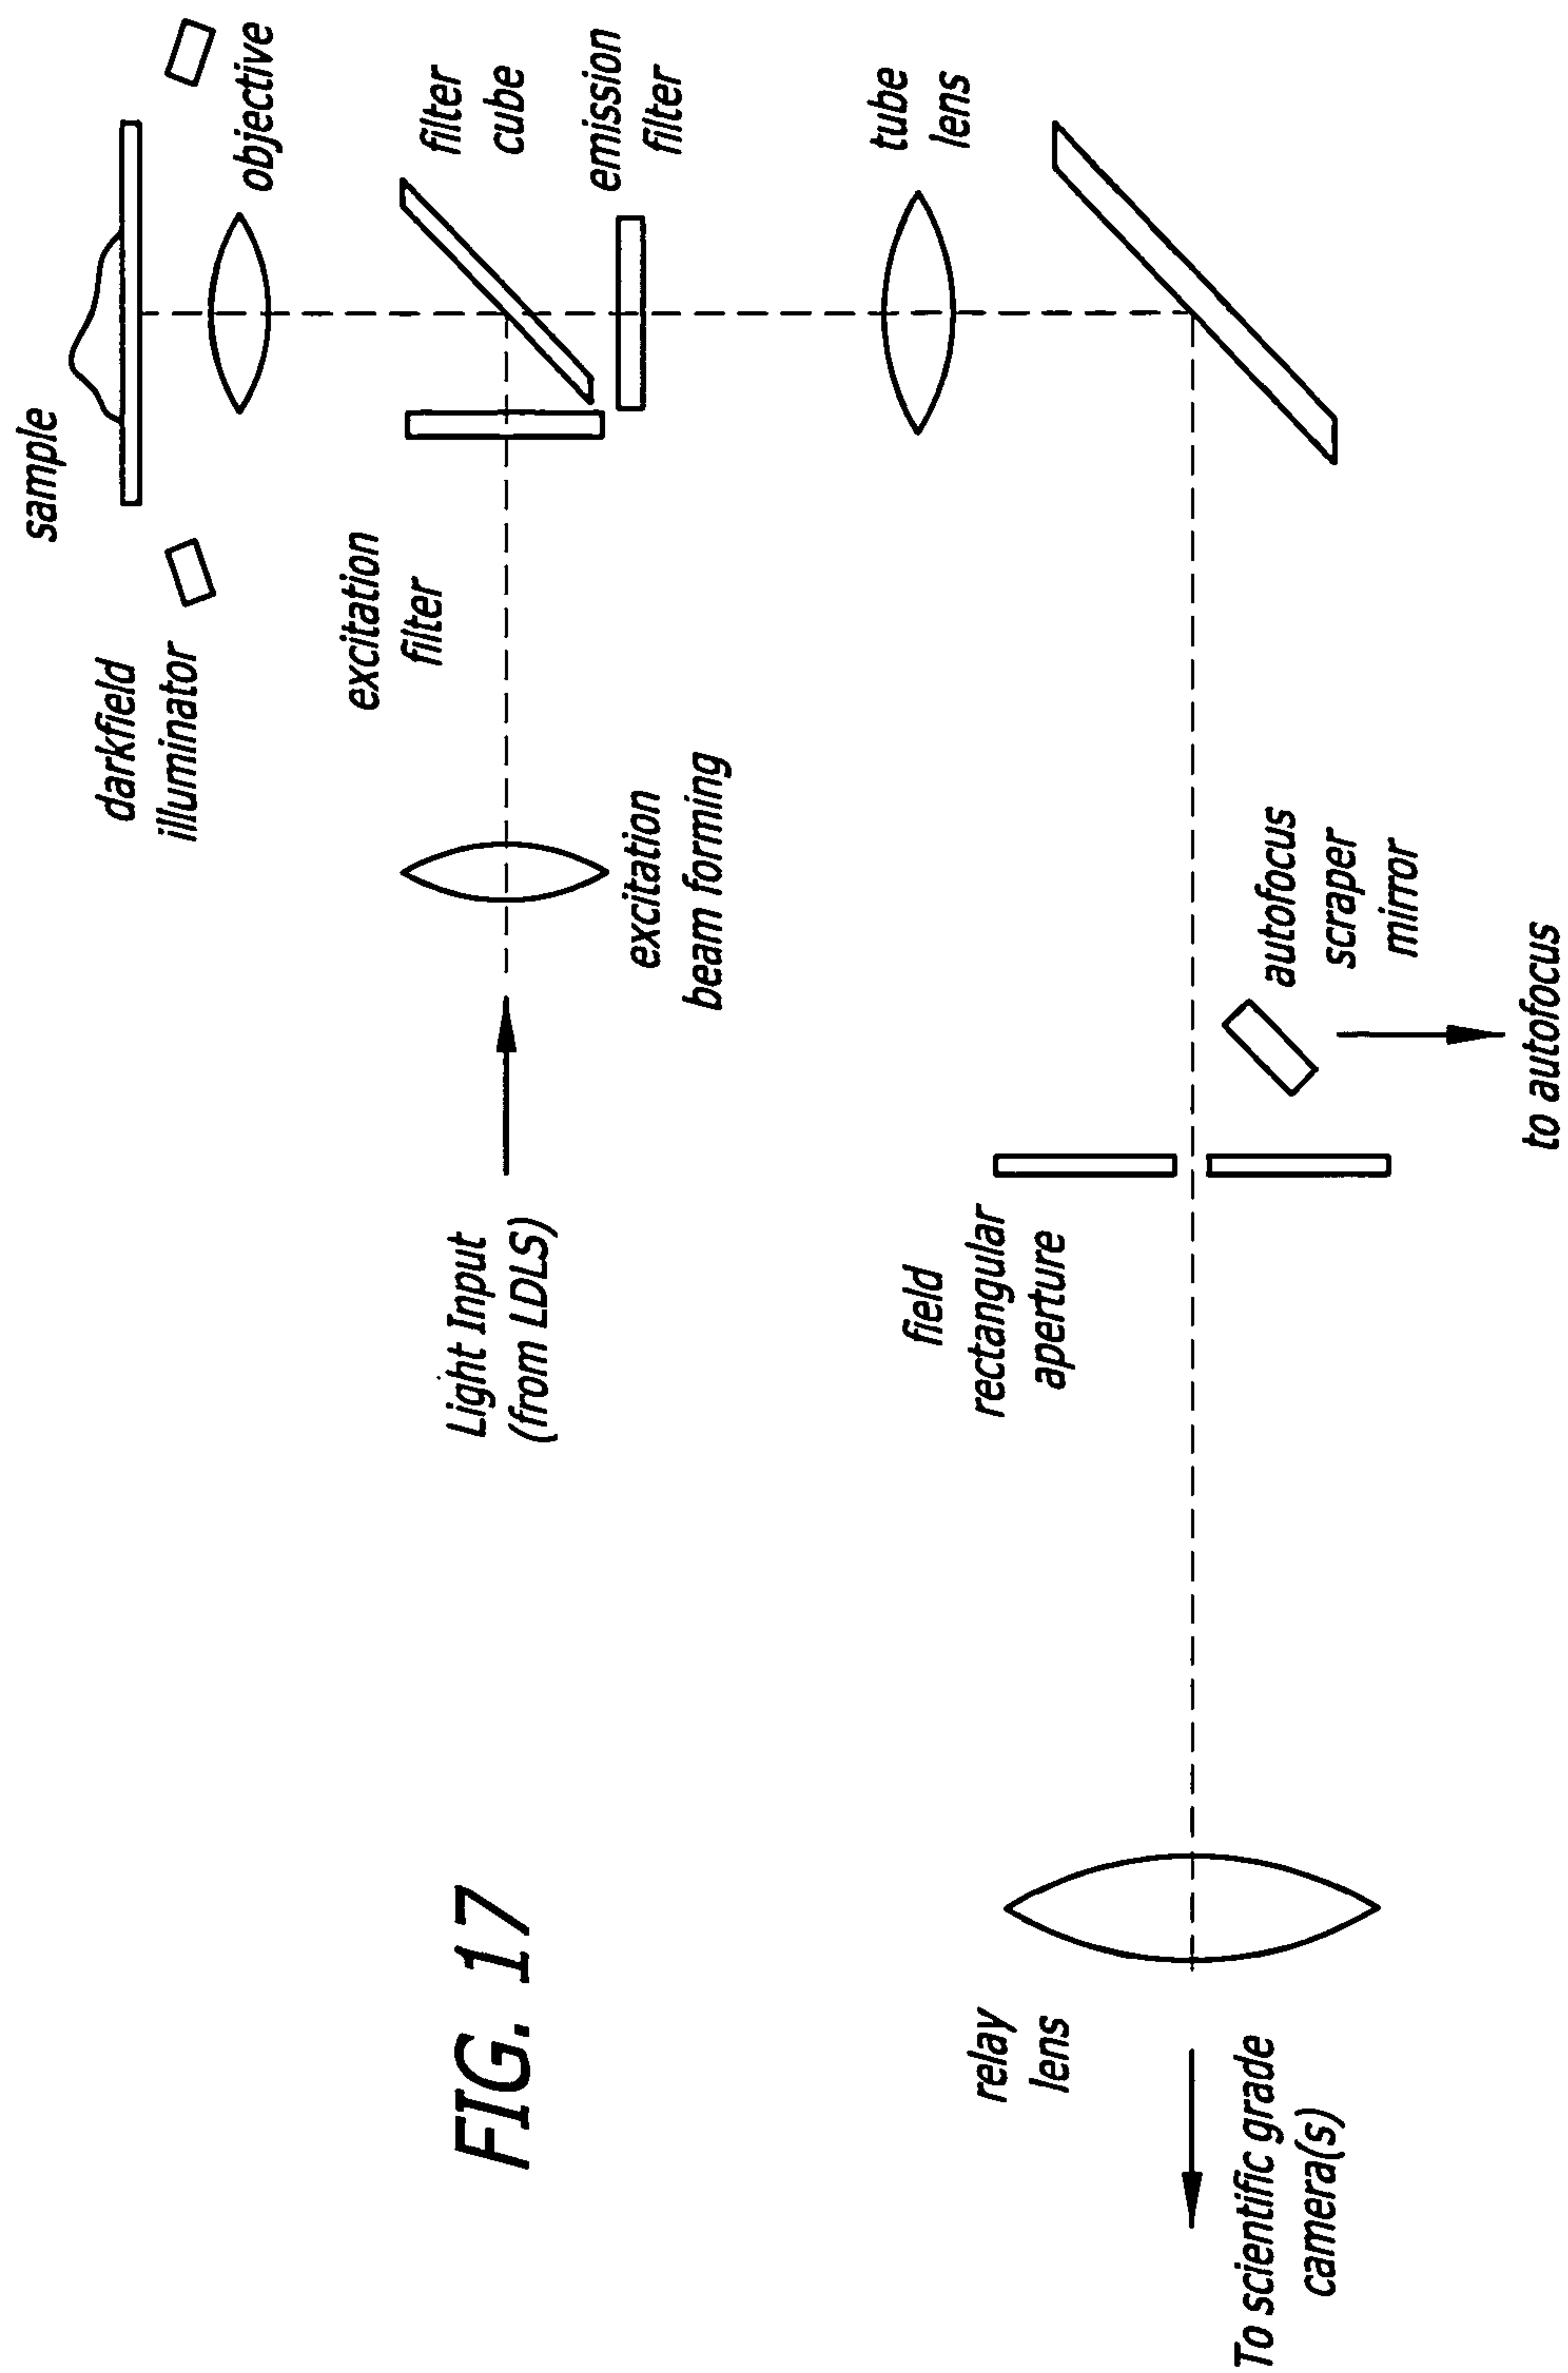 FIG. 17
sample
darkfield
illuminator
objective
excitation
filter
filter
cube
emission
filter
Light Input
(from LDLS)
excitation
beam forming
tube
lens
relay
lens
field
rectangular
aperture
autofocus
scraper
mirror
To scientific grade
camera(s)
to autofocus